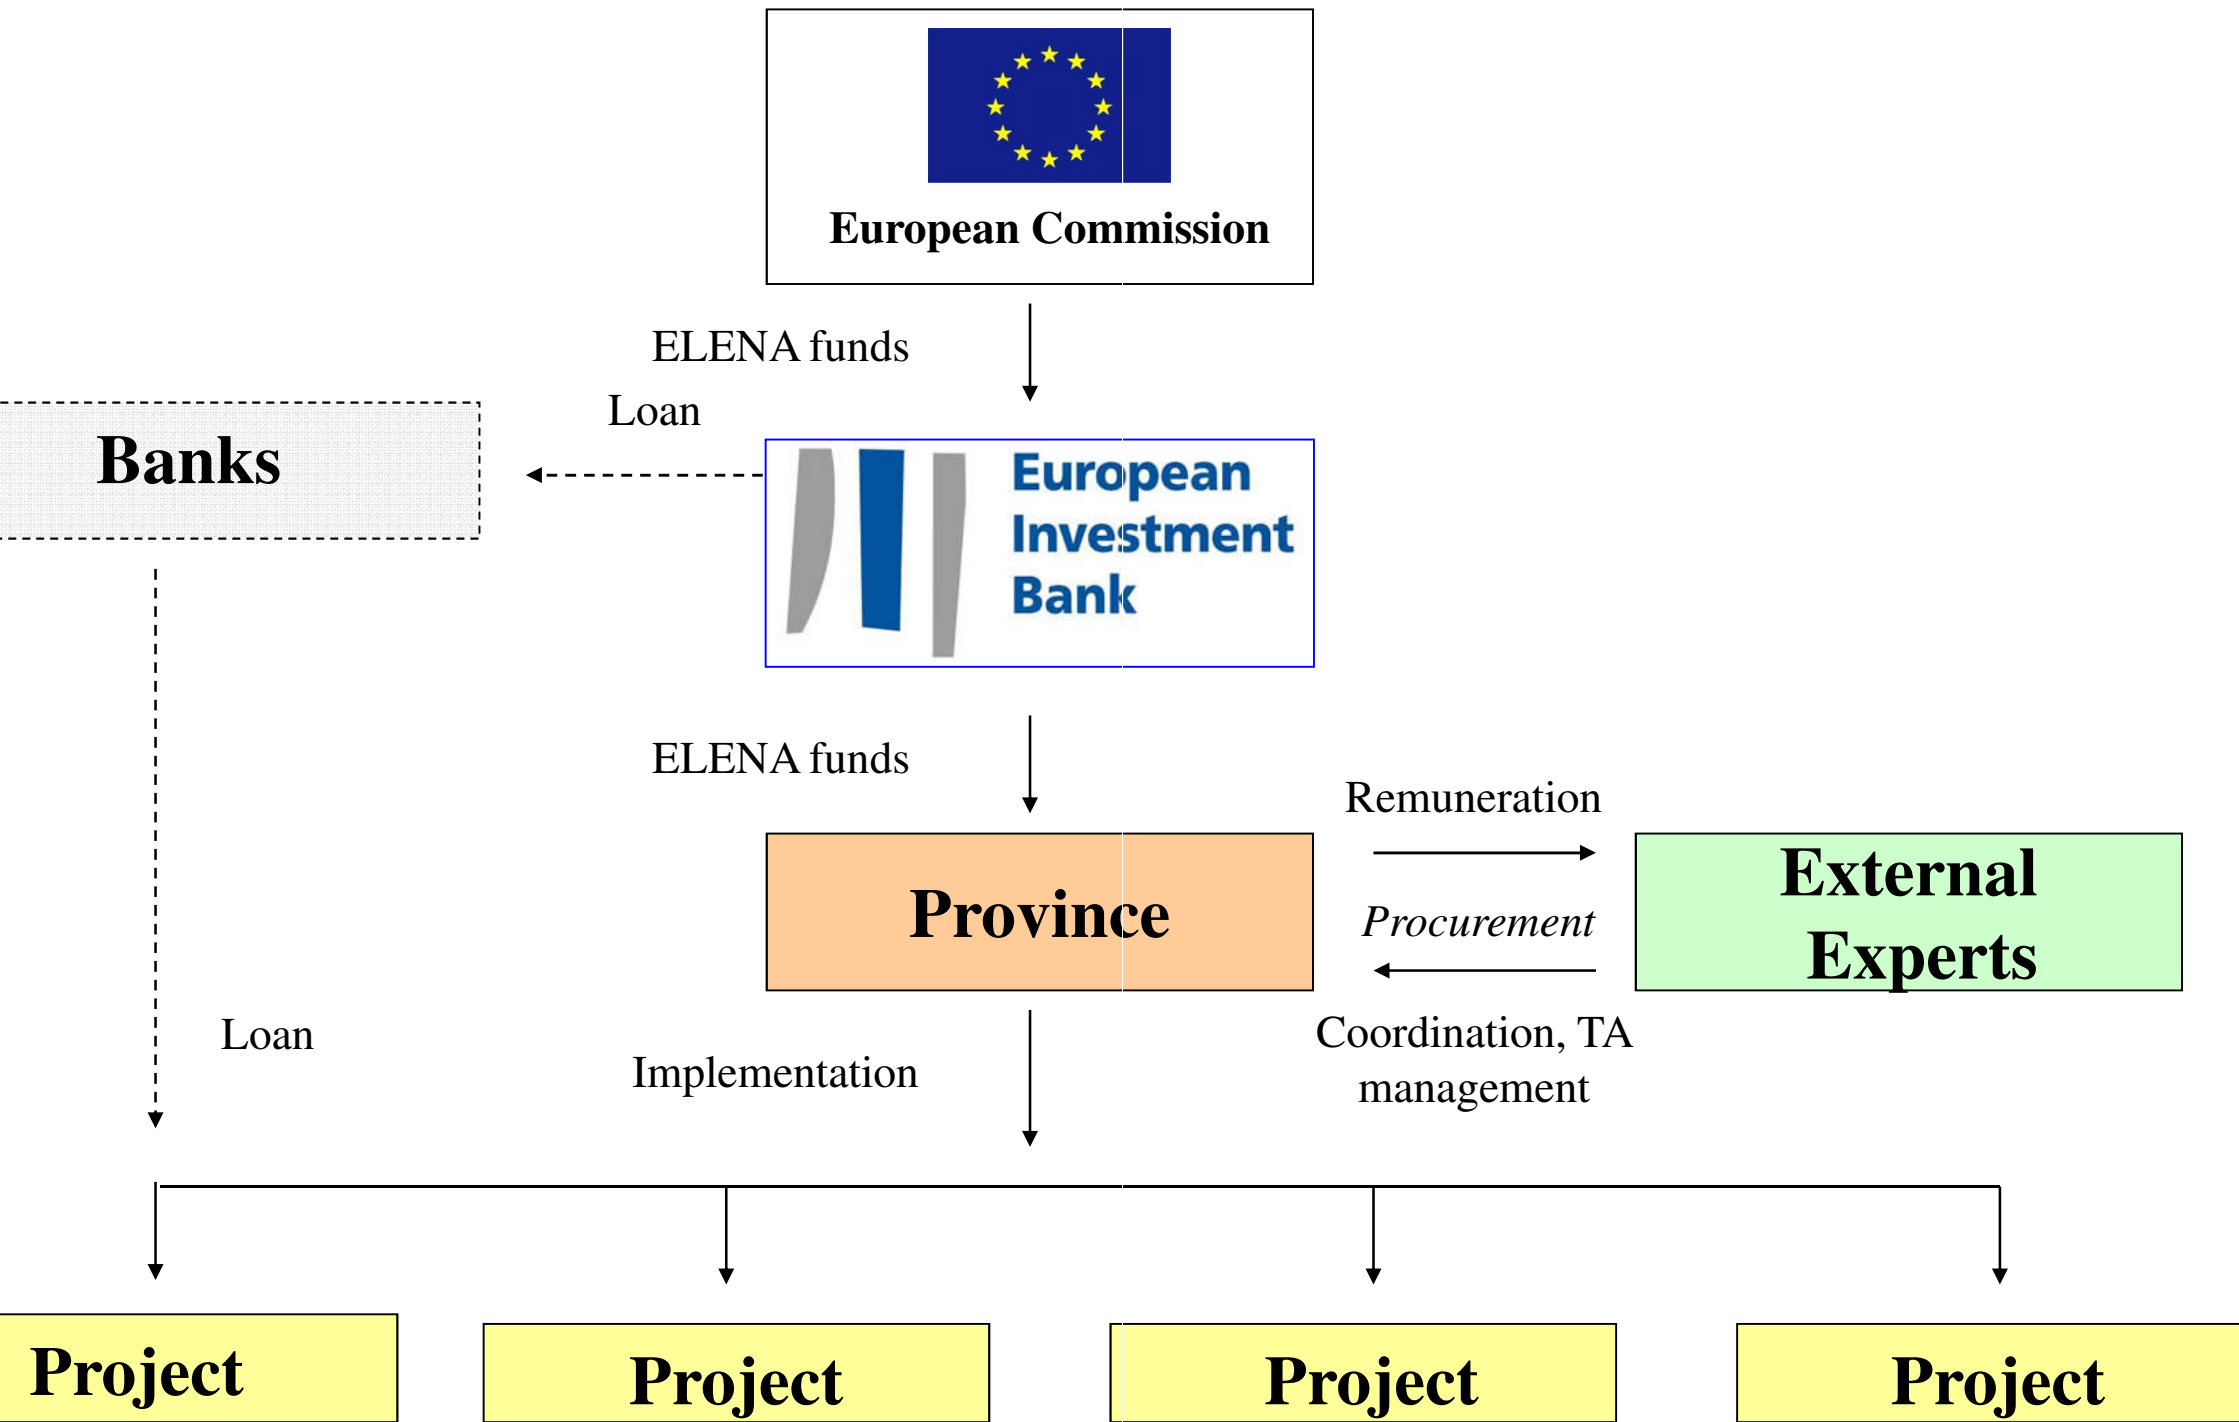 European Commission
ELENA funds
Loan
Banks
European
Investment
Bank
ELENA funds
Remuneration
Province
Procurement
External
Experts
Coordination, TA
management
Loan
Implementation
Project
Project
Project
Project